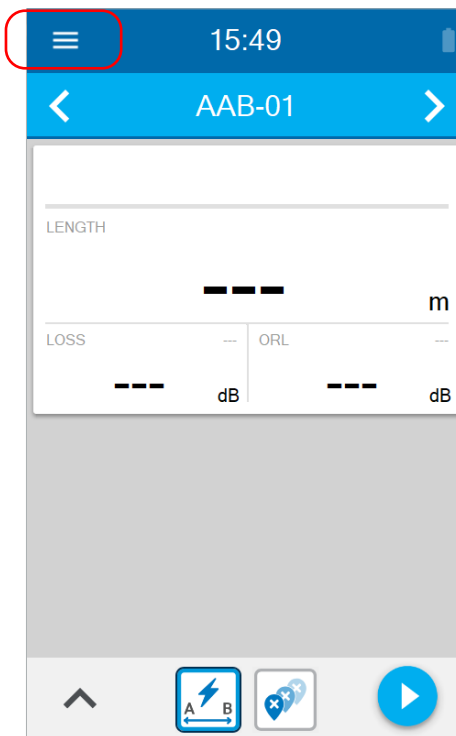 15:49
AAB-01
LENGTH
--- m
LOSS --- ORL ---
--- dB --- dB
A B